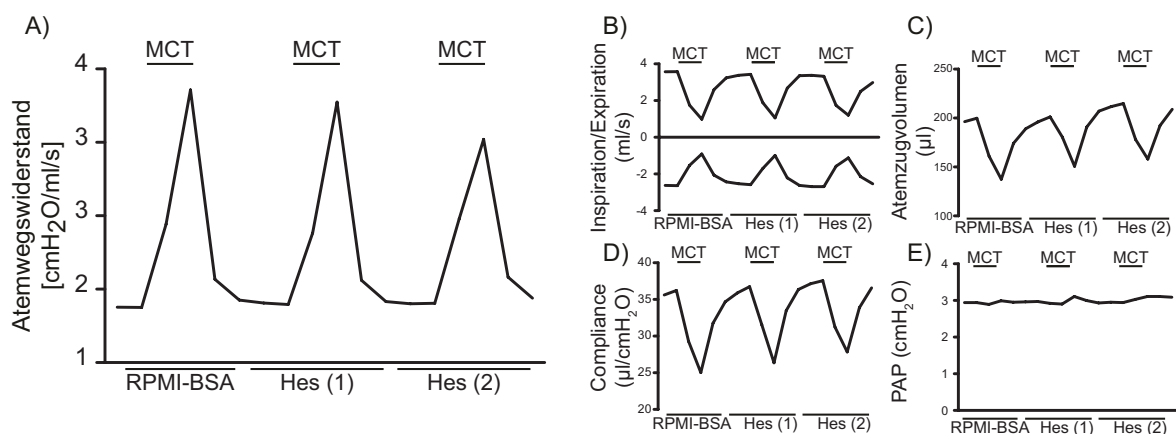 A)
MCT MCT MCT
Atemwegswiderstand
[cmH2O/ml/s]
4
3
3
2
1
RPMI-BSA Hes (1) Hes (2)
B)
MCT MCT MCT
Inspiration/Expiration
(ml/s)
4
2
0
-2
-4
RPMI-BSA Hes (1) Hes (2)
C)
MCT MCT MCT
Atemzugvolumen
(µl)
250
200
150
100
RPMI-BSA Hes (1) Hes (2)
D)
MCT MCT MCT
Compliance
(µl/cmH2O)
40
35
30
25
20
RPMI-BSA Hes (1) Hes (2)
E)
MCT MCT MCT
PAP (cmH2O)
4
3
2
1
0
RPMI-BSA Hes (1) Hes (2)